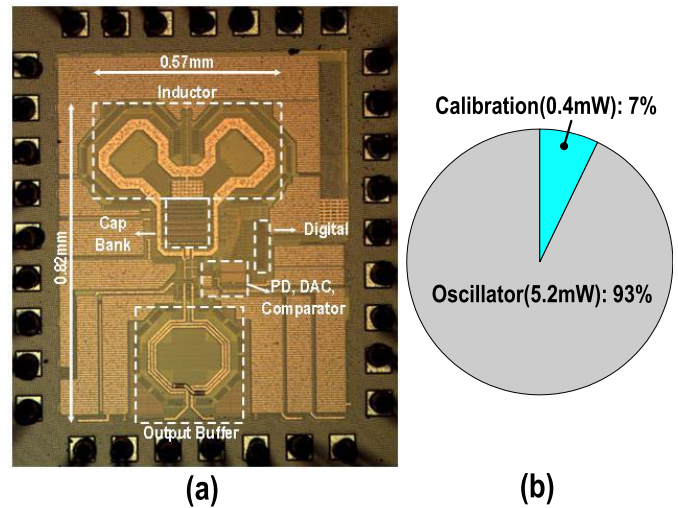 0.57mm
Inductor
0.82mm
Cap
Bank
Digital
PD, DAC,
Comparator
Output Buffer
(a)
Calibration(0.4mW): 7%
Oscillator(5.2mW): 93%
(b)